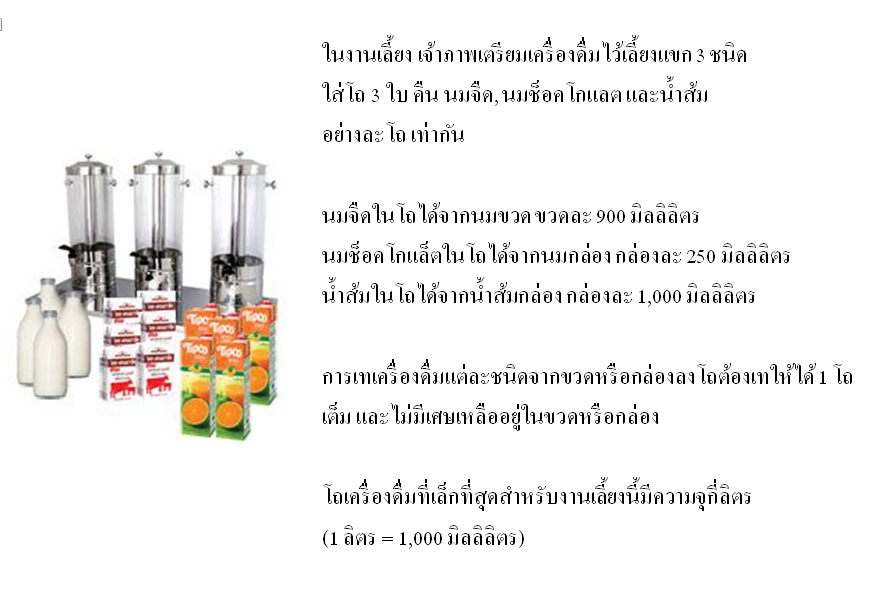 ในงานเลี้ยง เจ้าภาพเตรียมเครื่องดื่มไว้เลี้ยงแขก 3 ชนิด
ใส่โถ 3 ใบ คืน นมจืด, นมช็อคโกแลต และน้ำส้ม
อย่างละโถ เท่ากัน
นมจืดในโถได้จากนมขวด ขวดละ 900 มิลลิลิตร
นมช็อคโกแล็ตในโถได้จากนมกล่อง กล่องละ 250 มิลลิลิตร
น้ำส้มในโถได้จากน้ำส้มกล่อง กล่องละ 1,000 มิลลิลิตร
การเทเครื่องดื่มแต่ละชนิดจากขวดหรือกล่องลงโถต้องเทให้ได้ 1 โถ
เต็ม และไม่มีเศษเหลืออยู่ในขวดหรือกล่อง
โถเครื่องดื่มที่เล็กที่สุดสำหรับงานเลี้ยงนี้มีความจุกี่ลิตร
(1 ลิตร = 1,000 มิลลิลิตร)
Tipco
Tipco
Tipco
Tipco
Tipco